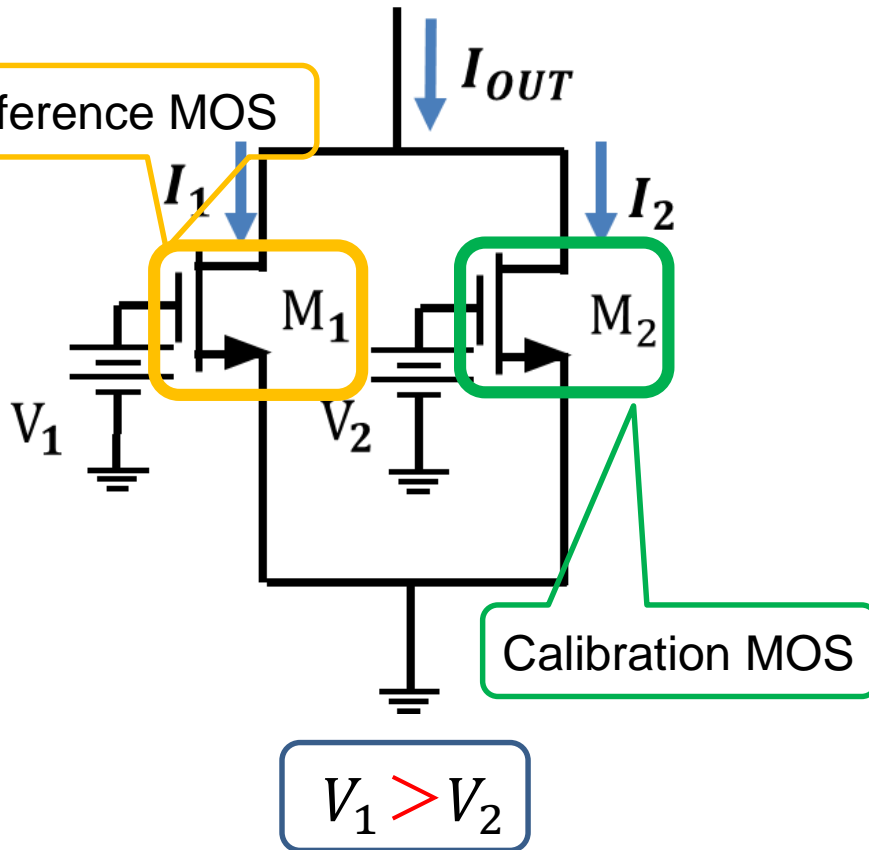 I_OUT
ference MOS
I_1
I_2
M_1
M_2
V_1
V_2
Calibration MOS
V_1 > V_2